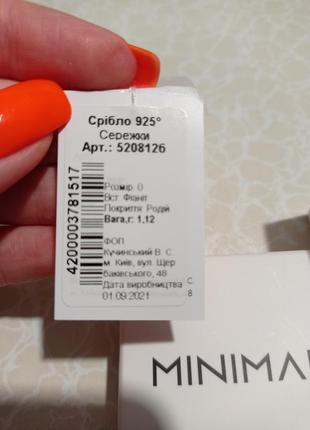 Срібло 925°
Сережки
Арт.: 5208126
Розмір: 0
Вст: Фіаніт
Покриття: Родій
Вага,г: 1,12
4200003781517
ФОП
Кучинський В. С.
м. Київ, вул. Щер
баківського, 48
Дата виробництва
01.09.2021
С.
8
MINIMA